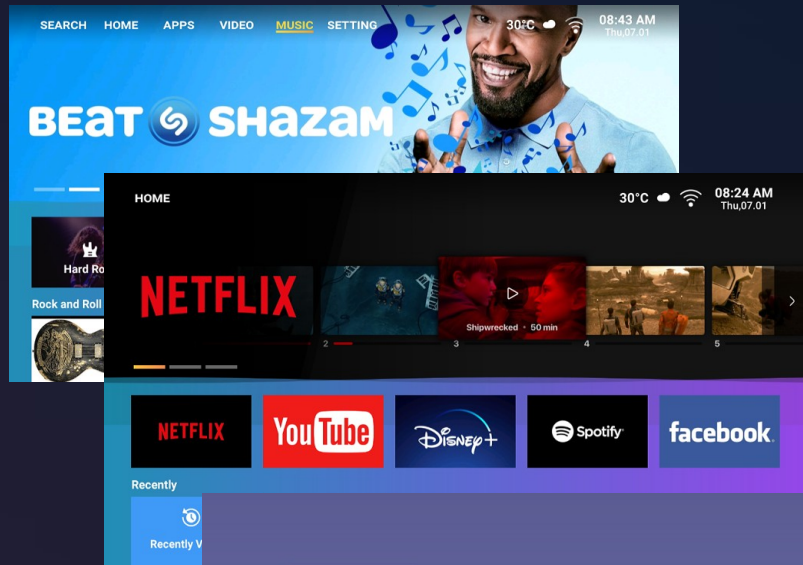 SEARCH HOME APPS VIDEO MUSIC SETTING 30°C 08:43 AM
Thu,07.01
BEAT SHAZAM
Hard Ro
Rock and Roll
HOME 30°C 08:24 AM
Thu,07.01
NETFLIX
Shipwrecked • 50 min
2 3 4 5
NETFLIX YouTube Disney+ Spotify facebook
Recently
Recently V